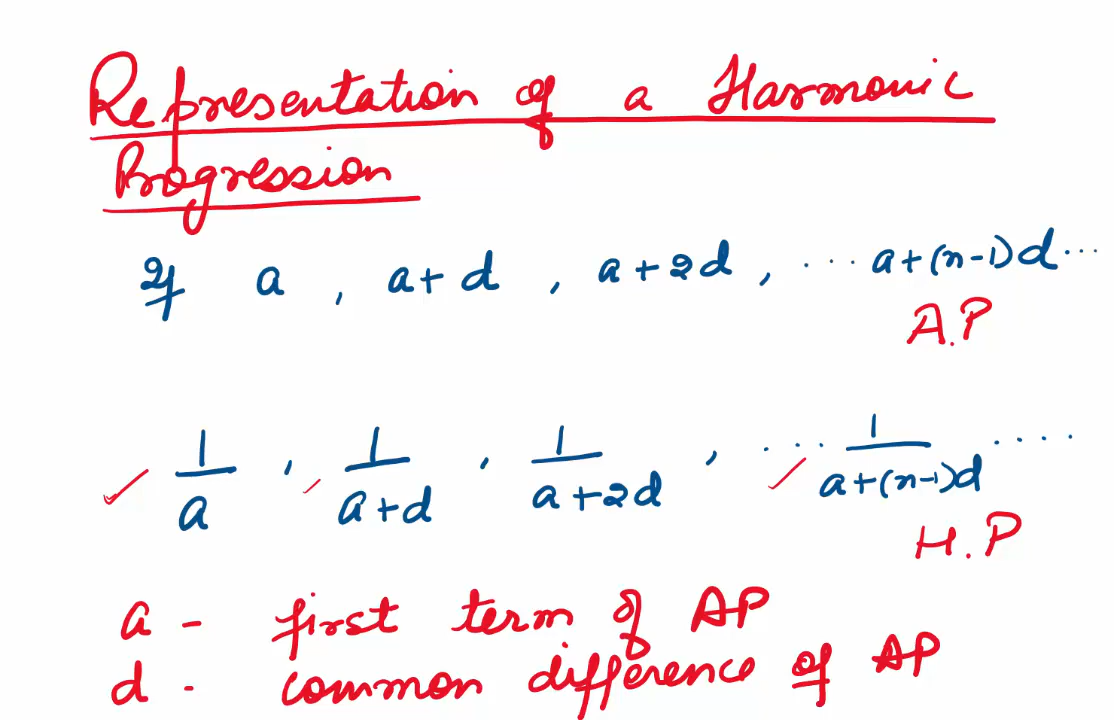 Representation of a Harmonic
Progression
If a , a + d , a + 2d , ... a + (n-1)d ...
A.P
1/a , 1/(a+d) , 1/(a+2d) , ... 1/(a+(n-1)d) ....
H.P
a - first term of AP
d - common difference of AP